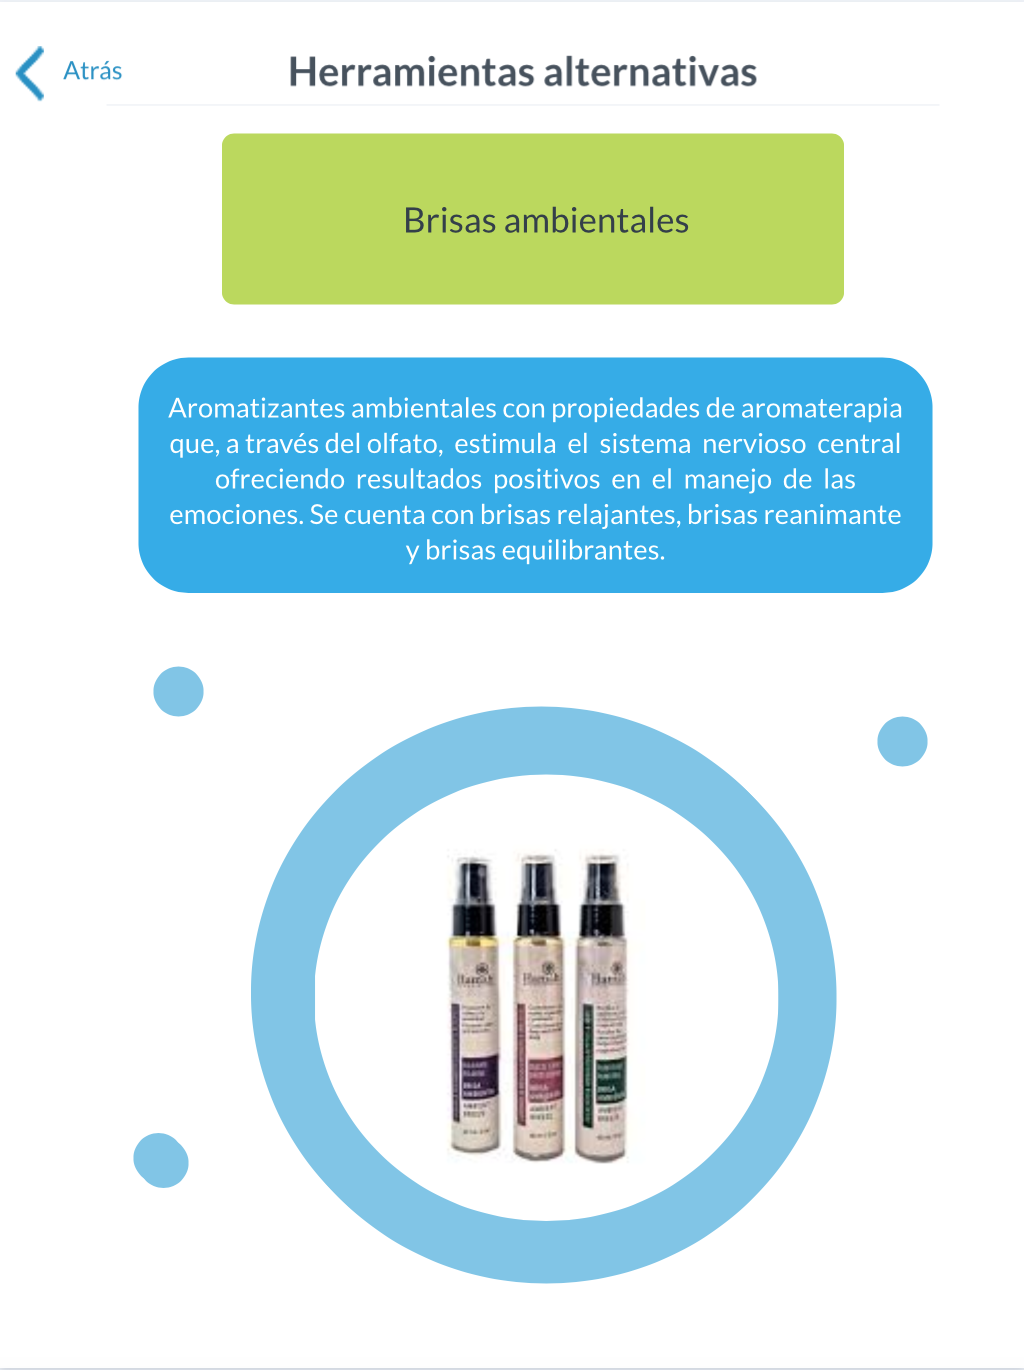 Atrás
Herramientas alternativas
Brisas ambientales
Aromatizantes ambientales con propiedades de aromaterapia
que, a través del olfato, estimula el sistema nervioso central
ofreciendo resultados positivos en el manejo de las
emociones. Se cuenta con brisas relajantes, brisas reanimante
y brisas equilibrantes.